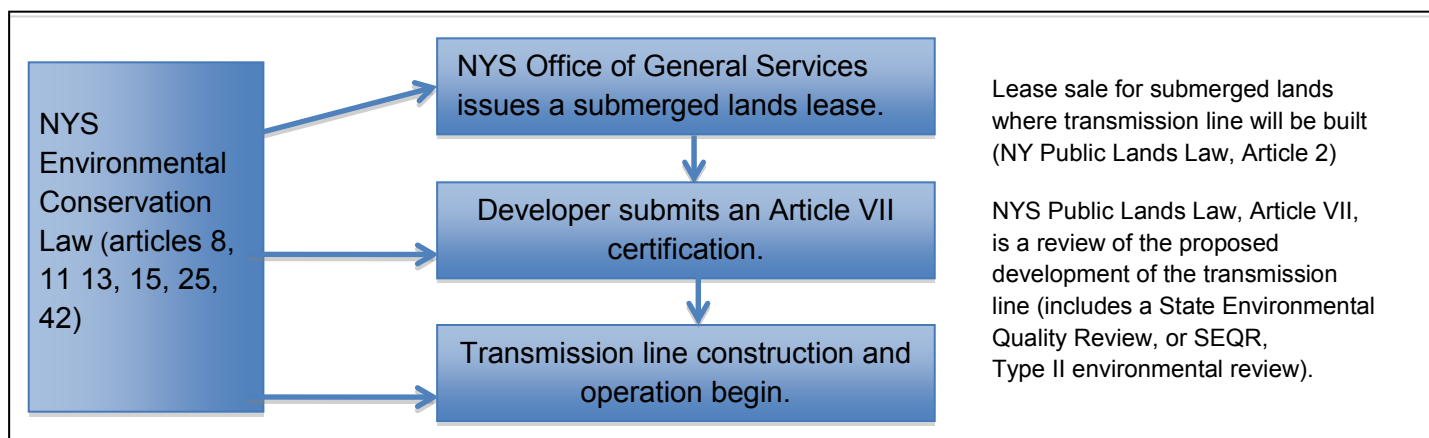 NYS
Environmental
Conservation
Law (articles 8,
11 13, 15, 25,
42)
NYS Office of General Services
issues a submerged lands lease.
Developer submits an Article VII
certification.
Transmission line construction and
operation begin.
Lease sale for submerged lands
where transmission line will be built
(NY Public Lands Law, Article 2)
NYS Public Lands Law, Article VII,
is a review of the proposed
development of the transmission
line (includes a State Environmental
Quality Review, or SEQR,
Type II environmental review).